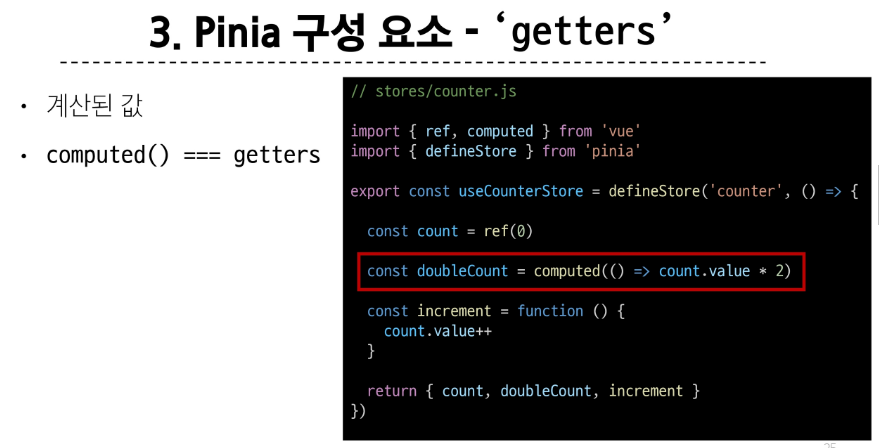 3. Pinia 구성 요소 - ‘getters’
• 계산된 값
• computed() === getters
// stores/counter.js
import { ref, computed } from 'vue'
import { defineStore } from 'pinia'
export const useCounterStore = defineStore('counter', () => {
  const count = ref(0)
  const doubleCount = computed(() => count.value * 2)
  const increment = function () {
    count.value++
  }
  return { count, doubleCount, increment }
})